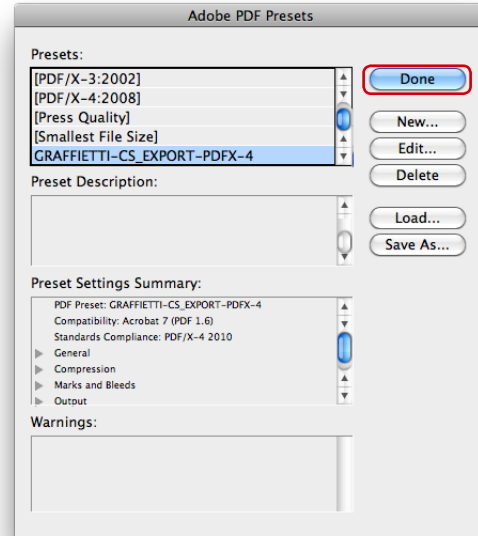 Adobe PDF Presets
Presets:
[PDF/X-3:2002]
[PDF/X-4:2008]
[Press Quality]
[Smallest File Size]
GRAFFIETTI-CS_EXPORT-PDFX-4
Done
New...
Edit...
Delete
Load...
Save As...
Preset Description:
Preset Settings Summary:
PDF Preset: GRAFFIETTI-CS_EXPORT-PDFX-4
Compatibility: Acrobat 7 (PDF 1.6)
Standards Compliance: PDF/X-4 2010
General
Compression
Marks and Bleeds
Output
Warnings: